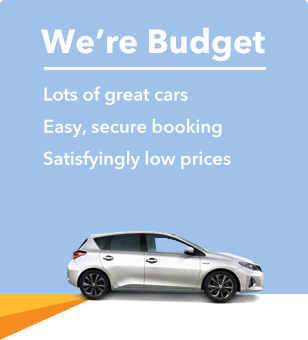 We’re Budget
Lots of great cars
Easy, secure booking
Satisfyingly low prices